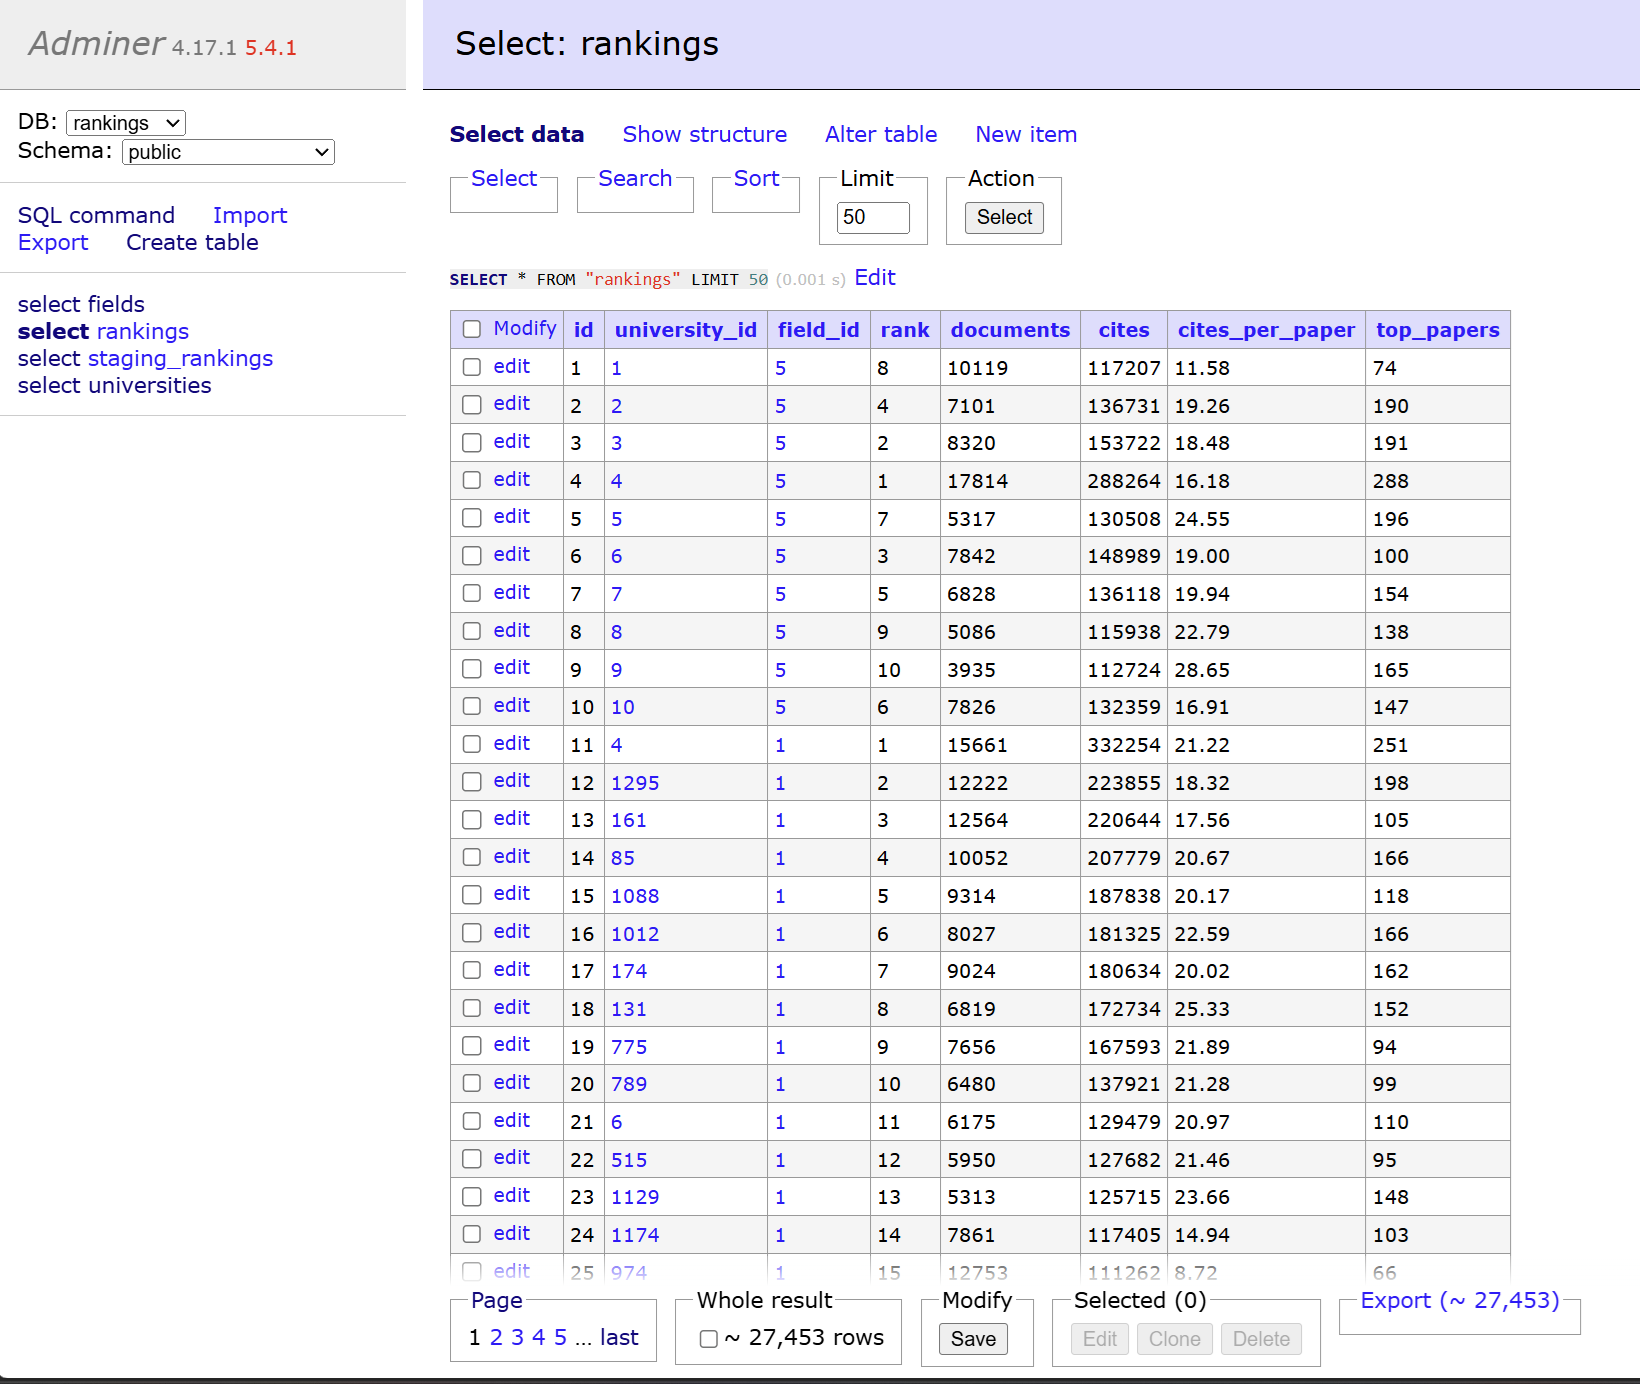 Adminer 4.17.1 5.4.1
DB: rankings
Schema: public
SQL command Import
Export Create table
select fields
select rankings
select staging_rankings
select universities
Select: rankings
Select data Show structure Alter table New item
Select Search Sort Limit Action
50 Select
SELECT * FROM "rankings" LIMIT 50 (0.001 s) Edit
Modify id university_id field_id rank documents cites cites_per_paper top_papers
edit 1 1 5 8 10119 117207 11.58 74
edit 2 2 5 4 7101 136731 19.26 190
edit 3 3 5 2 8320 153722 18.48 191
edit 4 4 5 1 17814 288264 16.18 288
edit 5 5 5 7 5317 130508 24.55 196
edit 6 6 5 3 7842 148989 19.00 100
edit 7 7 5 5 6828 136118 19.94 154
edit 8 8 5 9 5086 115938 22.79 138
edit 9 9 5 10 3935 112724 28.65 165
edit 10 10 5 6 7826 132359 16.91 147
edit 11 4 1 1 15661 332254 21.22 251
edit 12 1295 1 2 12222 223855 18.32 198
edit 13 161 1 3 12564 220644 17.56 105
edit 14 85 1 4 10052 207779 20.67 166
edit 15 1088 1 5 9314 187838 20.17 118
edit 16 1012 1 6 8027 181325 22.59 166
edit 17 174 1 7 9024 180634 20.02 162
edit 18 131 1 8 6819 172734 25.33 152
edit 19 775 1 9 7656 167593 21.89 94
edit 20 789 1 10 6480 137921 21.28 99
edit 21 6 1 11 6175 129479 20.97 110
edit 22 515 1 12 5950 127682 21.46 95
edit 23 1129 1 13 5313 125715 23.66 148
edit 24 1174 1 14 7861 117405 14.94 103
edit 25 974 1 15 12753 111262 8.72 66
Page Whole result Modify Selected (0) Export (~ 27,453)
1 2 3 4 5 ... last ~ 27,453 rows Save Edit Clone Delete